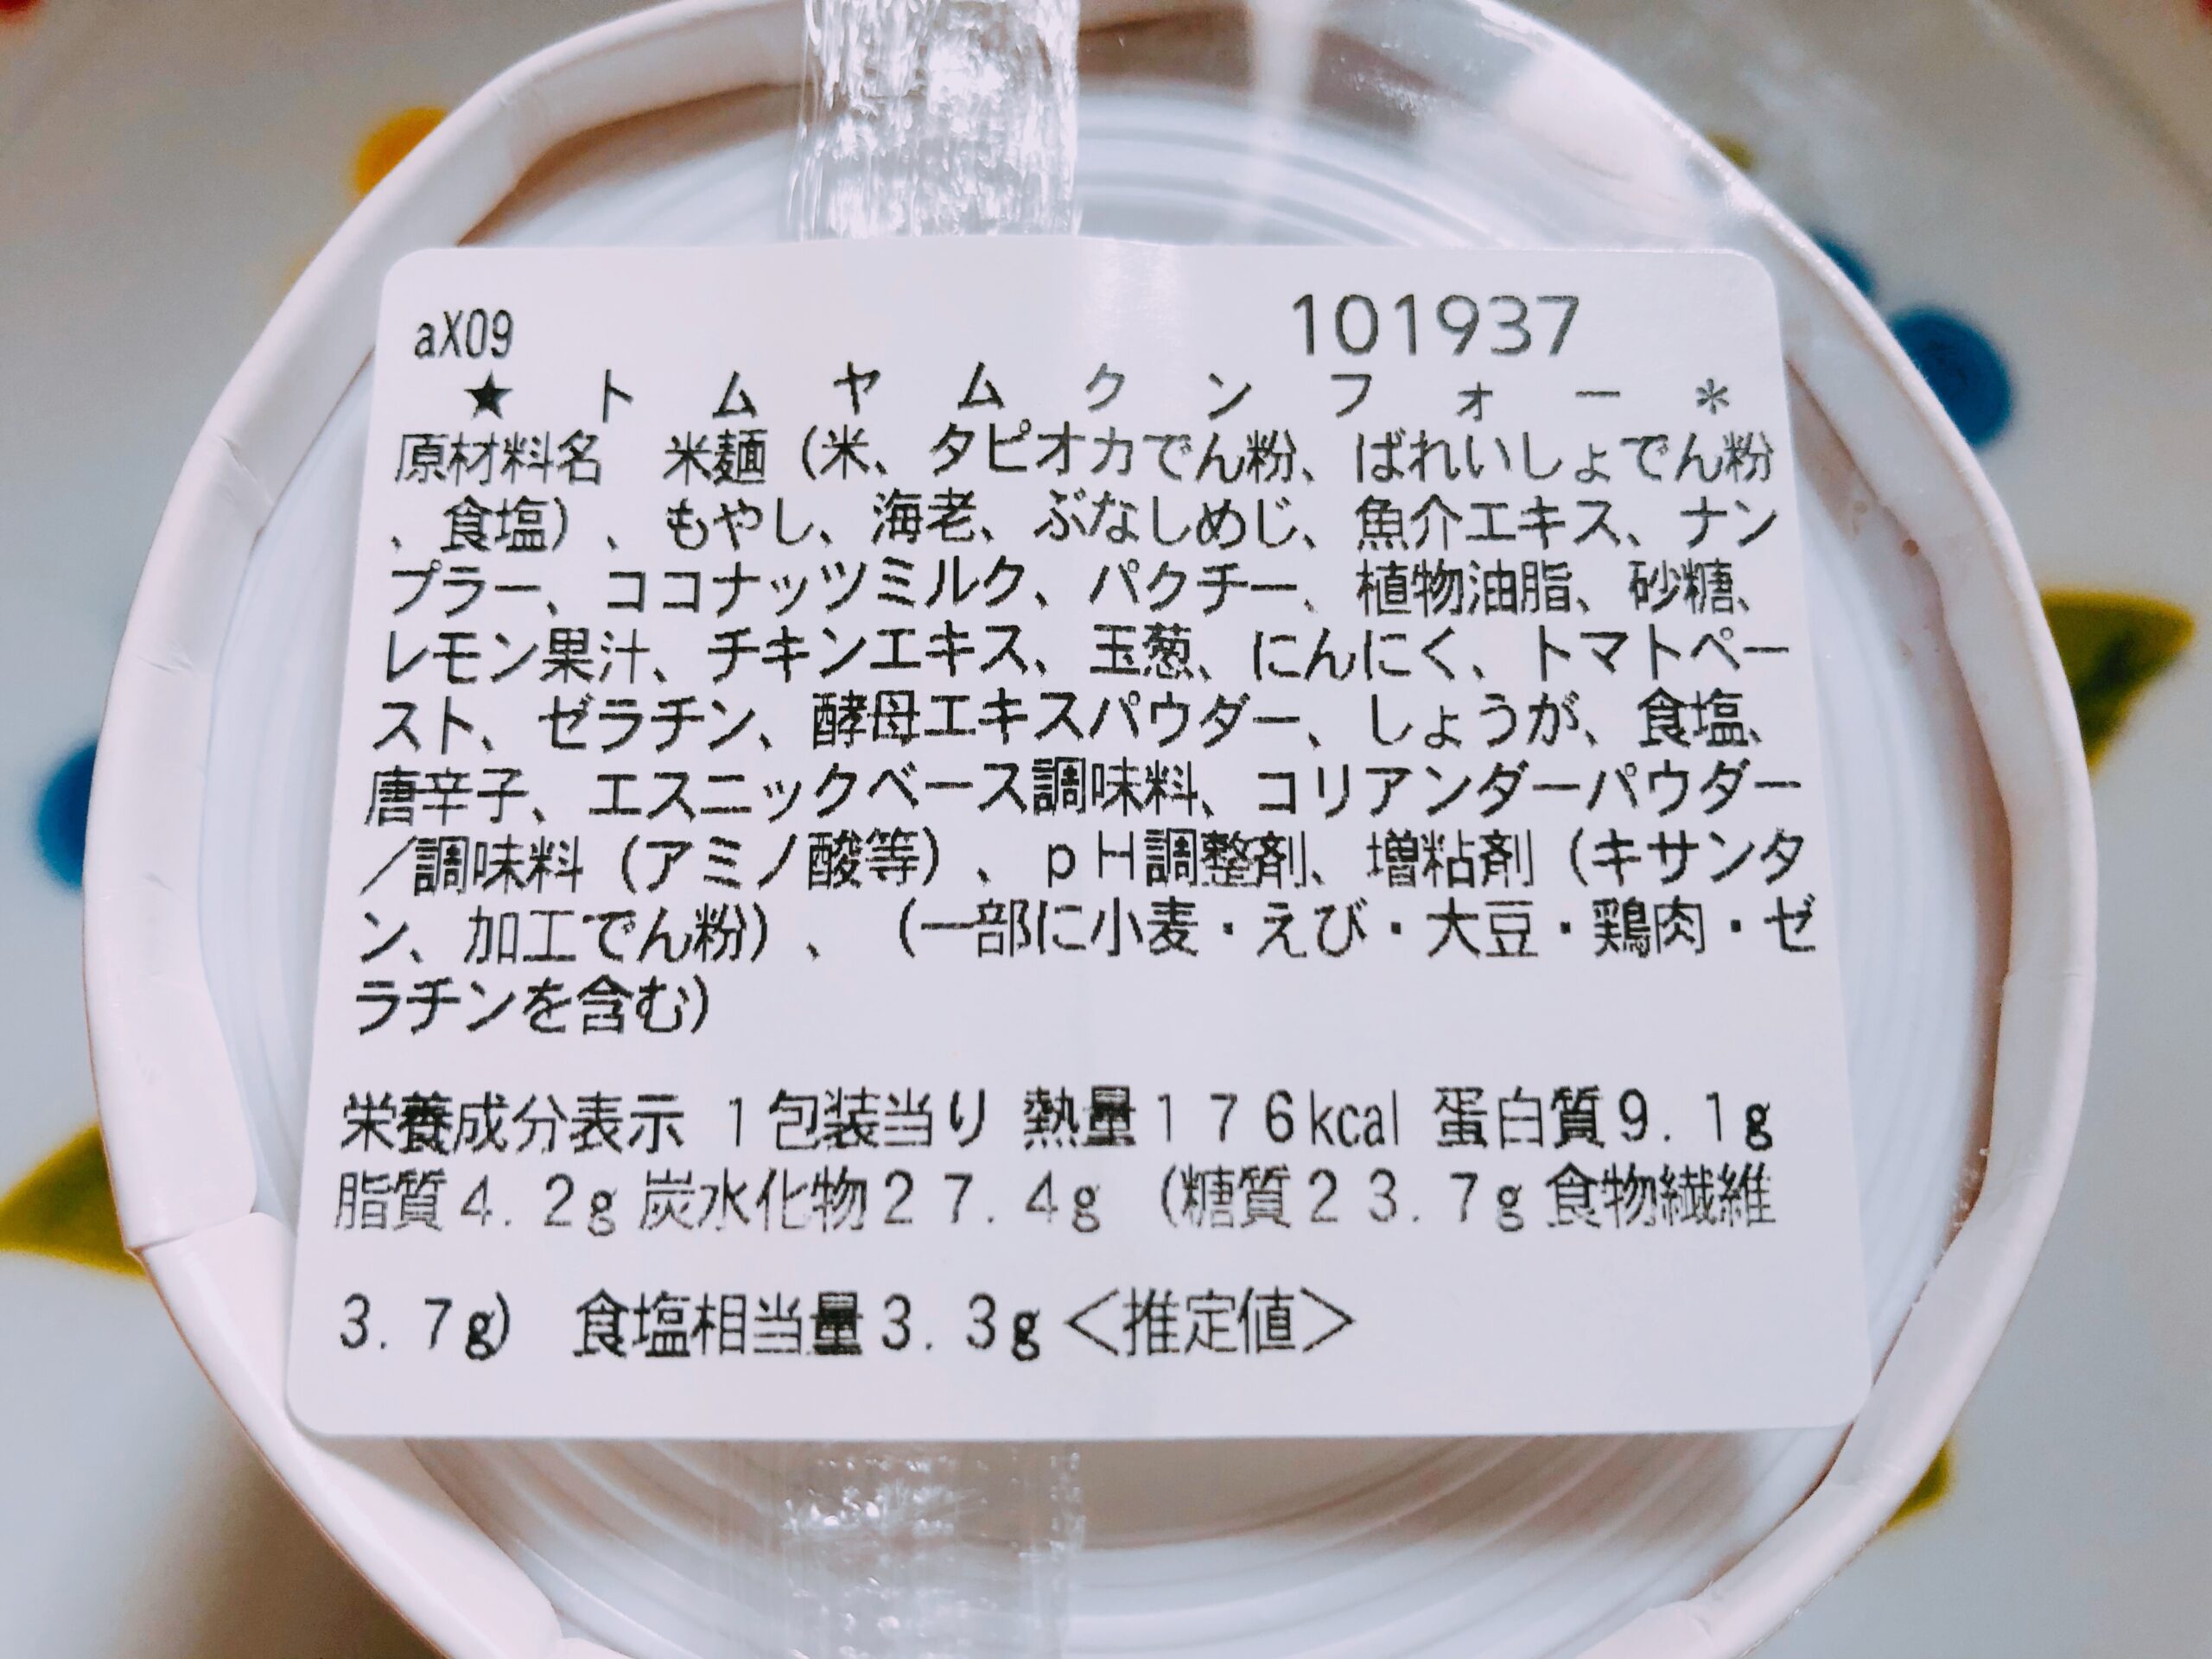 aX09 101937
★トムヤムクンフォー＊
原材料名　米麺（米、タピオカでん粉、ばれいしょでん粉
、食塩）、もやし、海老、ぶなしめじ、魚介エキス、ナン
プラー、ココナッツミルク、パクチー、植物油脂、砂糖、
レモン果汁、チキンエキス、玉葱、にんにく、トマトペー
スト、ゼラチン、酵母エキスパウダー、しょうが、食塩、
唐辛子、エスニックベース調味料、コリアンダーパウダー
／調味料（アミノ酸等）、ｐＨ調整剤、増粘剤（キサンタ
ン、加工でん粉）、（一部に小麦・えび・大豆・鶏肉・ゼ
ラチンを含む）
栄養成分表示 １包装当り 熱量１７６kcal 蛋白質９．１g
脂質４．２g 炭水化物２７．４g （糖質２３．７g 食物繊維
３．７g） 食塩相当量３．３g＜推定値＞